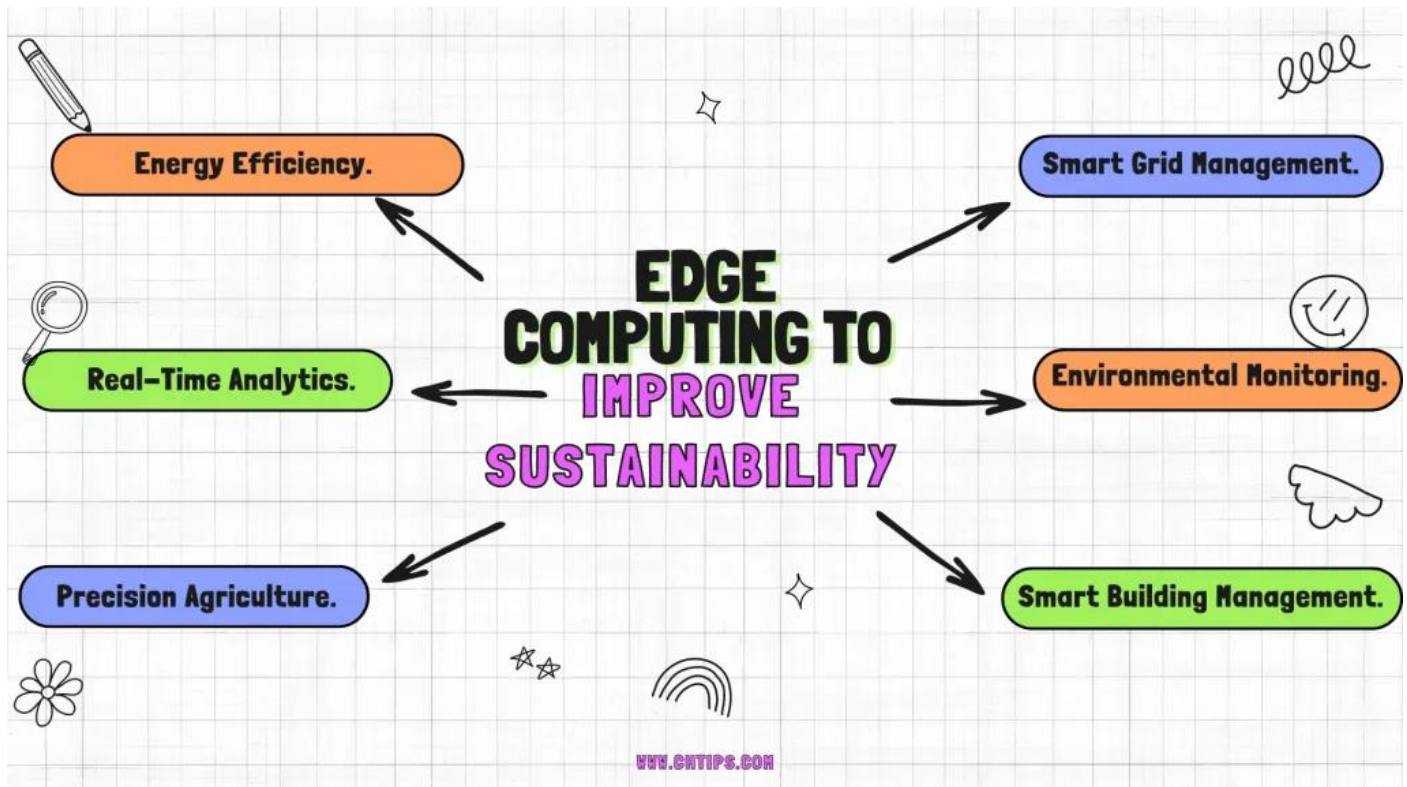 Energy Efficiency.
Smart Grid Management.
EDGE
COMPUTING TO
IMPROVE
SUSTAINABILITY
Real-Time Analytics.
Environmental Monitoring.
Precision Agriculture.
Smart Building Management.
WWW.CHTIPS.COM